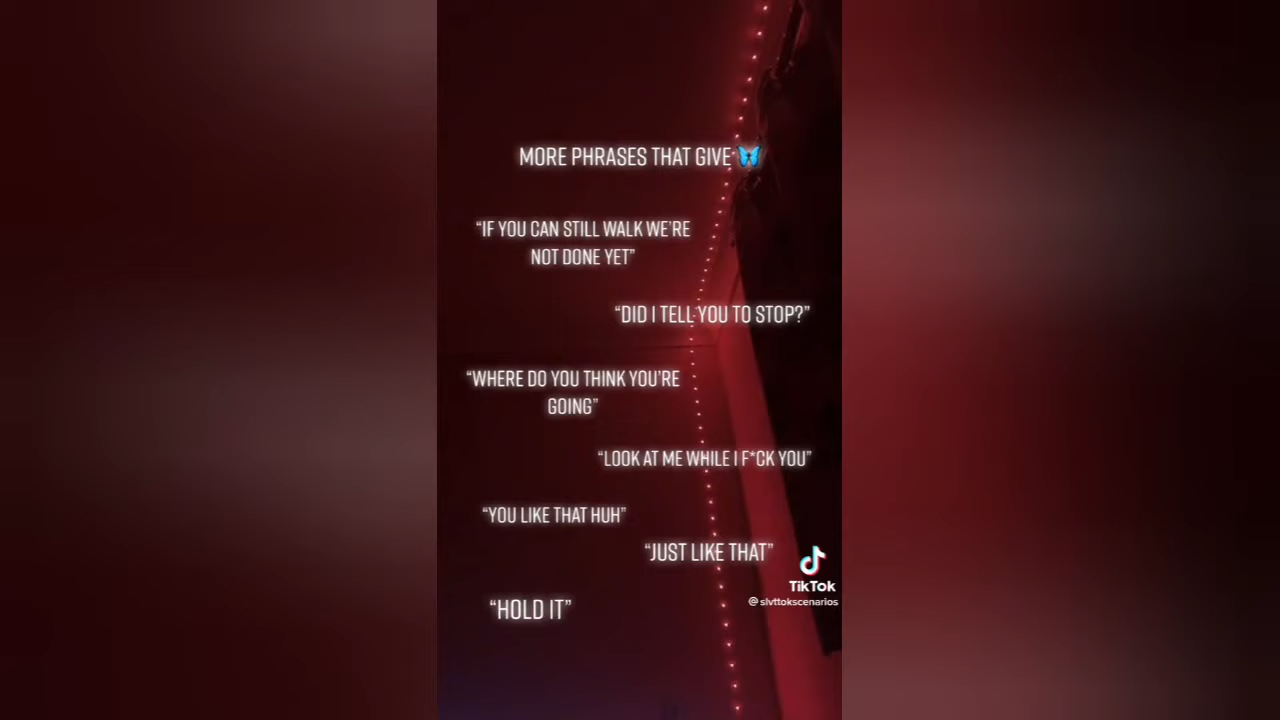 MORE PHRASES THAT GIVE 🦋
“IF YOU CAN STILL WALK WE'RE
NOT DONE YET”
“DID I TELL YOU TO STOP?”
“WHERE DO YOU THINK YOU'RE
GOING”
“LOOK AT ME WHILE I F*CK YOU”
“YOU LIKE THAT HUH”
“JUST LIKE THAT”
“HOLD IT”
TikTok
@slvttokscenarios